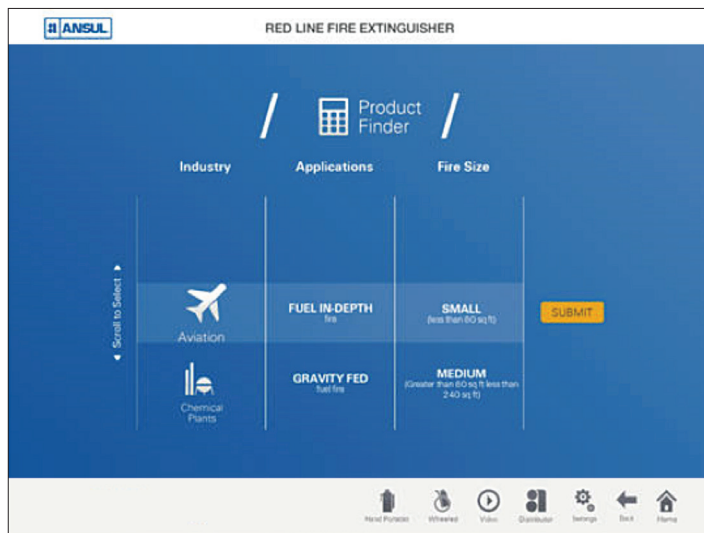 ANSUL
RED LINE FIRE EXTINGUISHER
Product
Finder
Industry
Applications
Fire Size
Scroll to Select
Aviation
FUEL IN-DEPTH
fire
SMALL
(less than 60 sq ft)
SUBMIT
Chemical
Plants
GRAVITY FED
fuel fire
MEDIUM
(Greater than 60 sq ft less than
240 sq ft)
Hand Portable
Wheeled
Video
Distributor
Settings
Back
Home